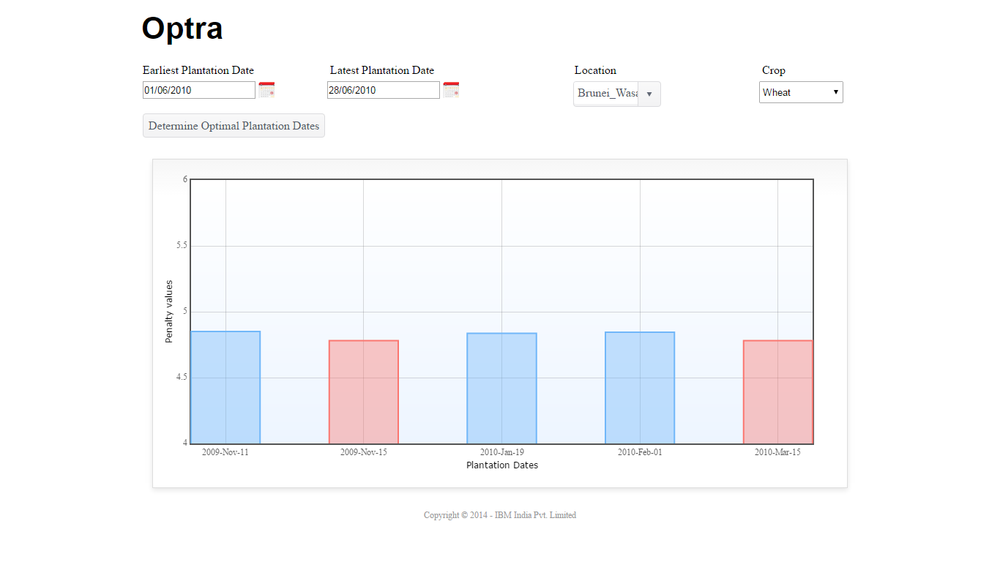 Optra
Earliest Plantation Date
Latest Plantation Date
Location
Crop
01/06/2010
28/06/2010
Brunei_Wasa
Wheat
Determine Optimal Plantation Dates
6
5.5
5
4.5
4
Penalty values
2009-Nov-11
2009-Nov-15
2010-Jan-19
2010-Feb-01
2010-Mar-15
Plantation Dates
Copyright © 2014 - IBM India Pvt. Limited